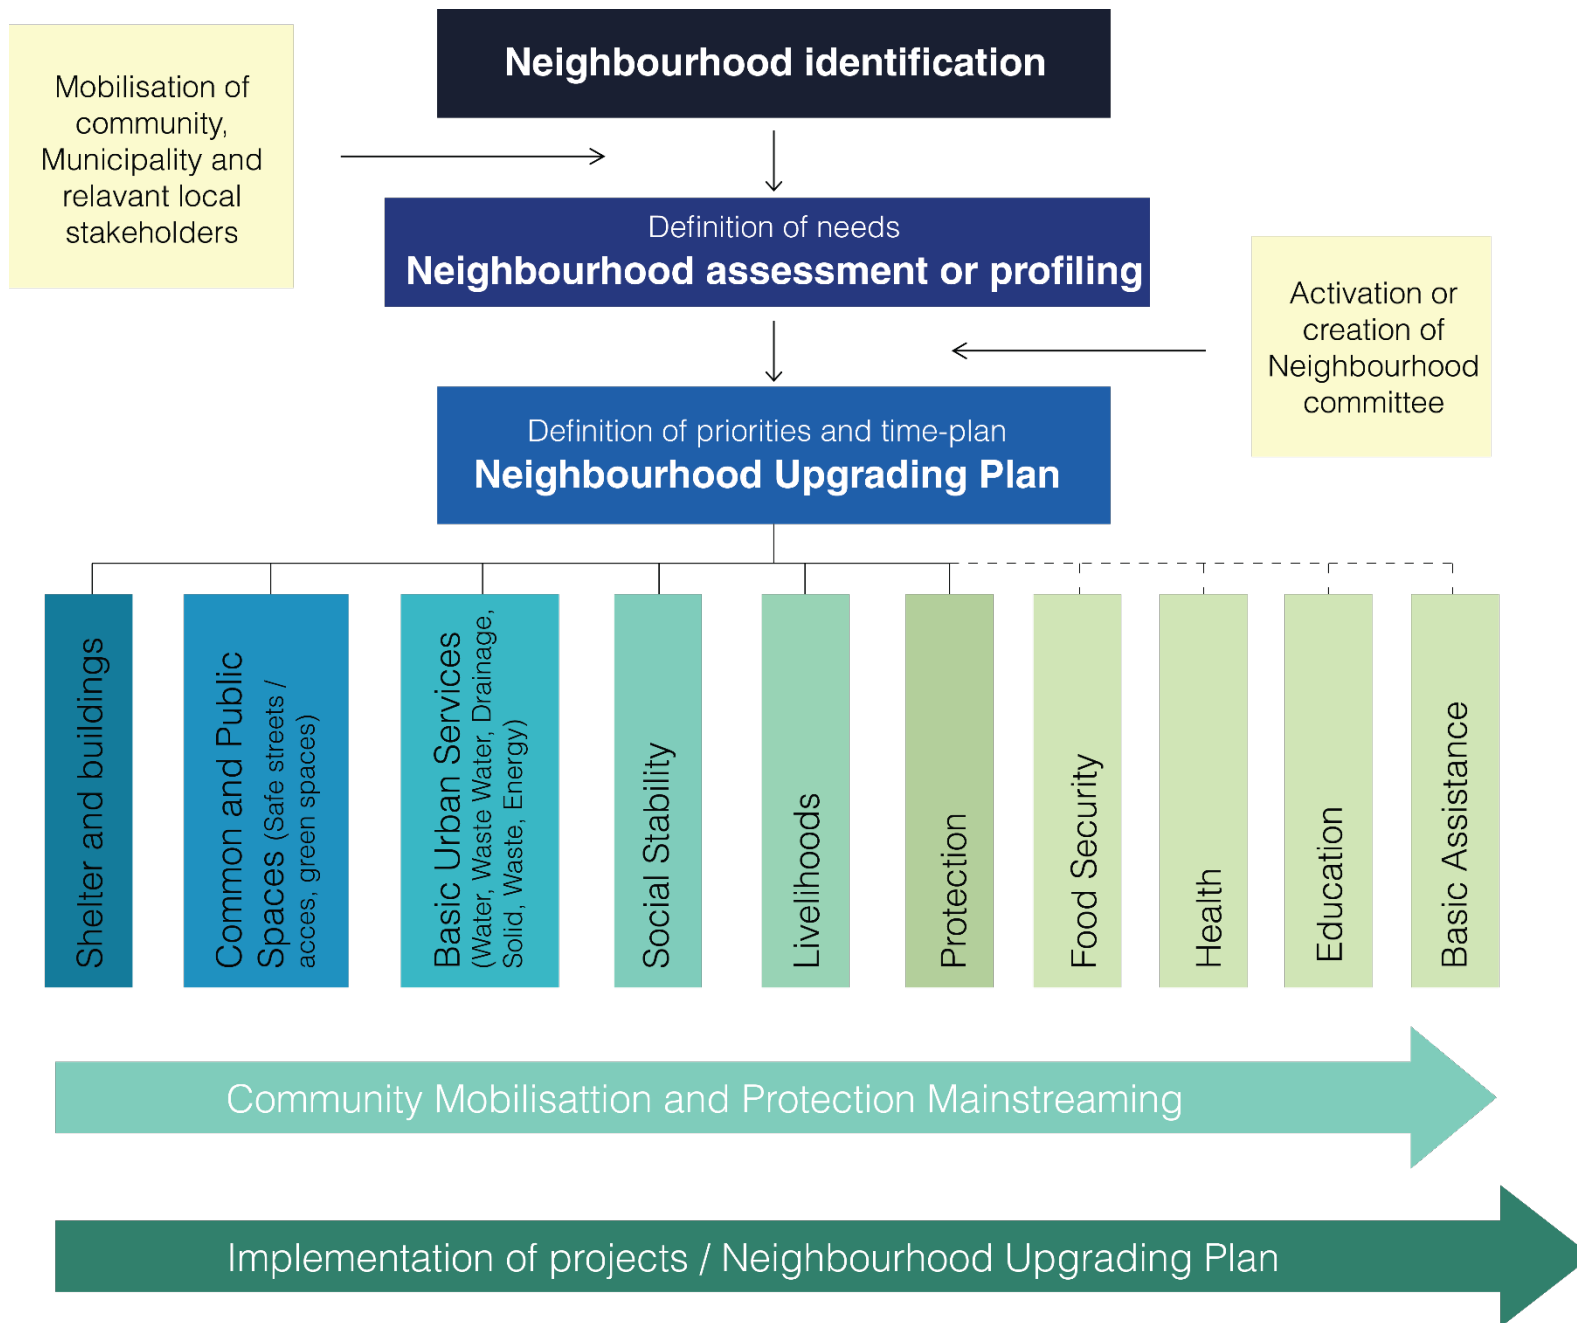 Neighbourhood identification
Mobilisation of
community,
Municipality and
relavant local
stakeholders
Definition of needs
Neighbourhood assessment or profiling
Activation or
creation of
Neighbourhood
committee
Definition of priorities and time-plan
Neighbourhood Upgrading Plan
Shelter and buildings
Common and Public
Spaces (Safe streets /
acces, green spaces)
Basic Urban Services
(Water, Waste Water, Drainage,
Solid, Waste, Energy)
Social Stability
Livelihoods
Protection
Food Security
Health
Education
Basic Assistance
Community Mobilisattion and Protection Mainstreaming
Implementation of projects / Neighbourhood Upgrading Plan